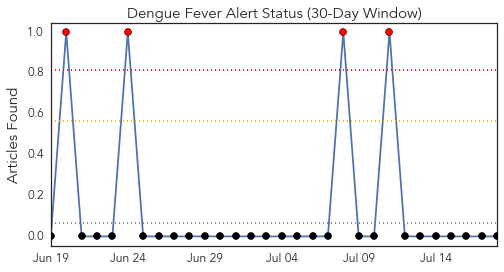 Dengue Fever Alert Status (30-Day Window)
Articles Found
1.0
0.8
0.6
0.4
0.2
0.0
Jun 19 Jun 24 Jun 29 Jul 04 Jul 09 Jul 14